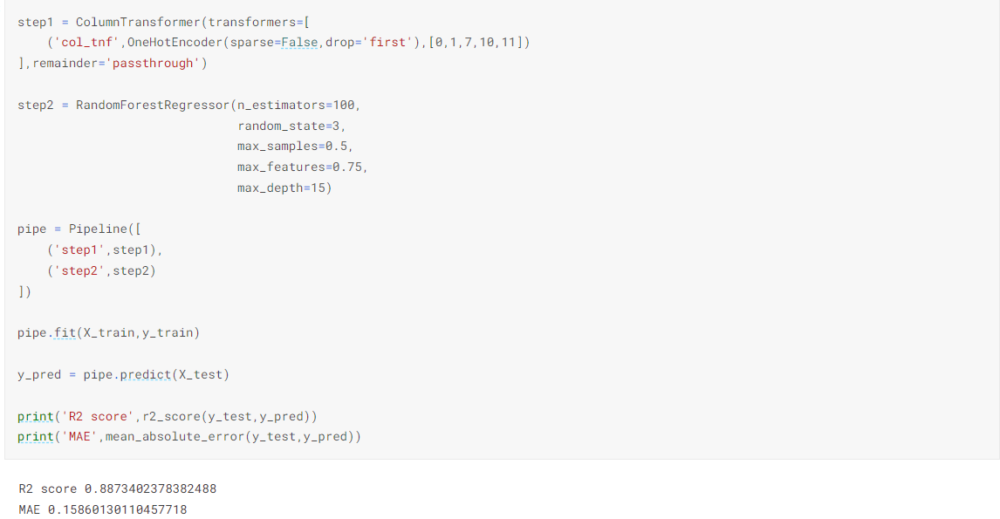 step1 = ColumnTransformer(transformers=[
    ('col_tnf',OneHotEncoder(sparse=False,drop='first'),[0,1,7,10,11])
],remainder='passthrough')

step2 = RandomForestRegressor(n_estimators=100,
                              random_state=3,
                              max_samples=0.5,
                              max_features=0.75,
                              max_depth=15)

pipe = Pipeline([
    ('step1',step1),
    ('step2',step2)
])

pipe.fit(X_train,y_train)

y_pred = pipe.predict(X_test)

print('R2 score',r2_score(y_test,y_pred))
print('MAE',mean_absolute_error(y_test,y_pred))

R2 score 0.8873402378382488
MAE 0.15860130110457718